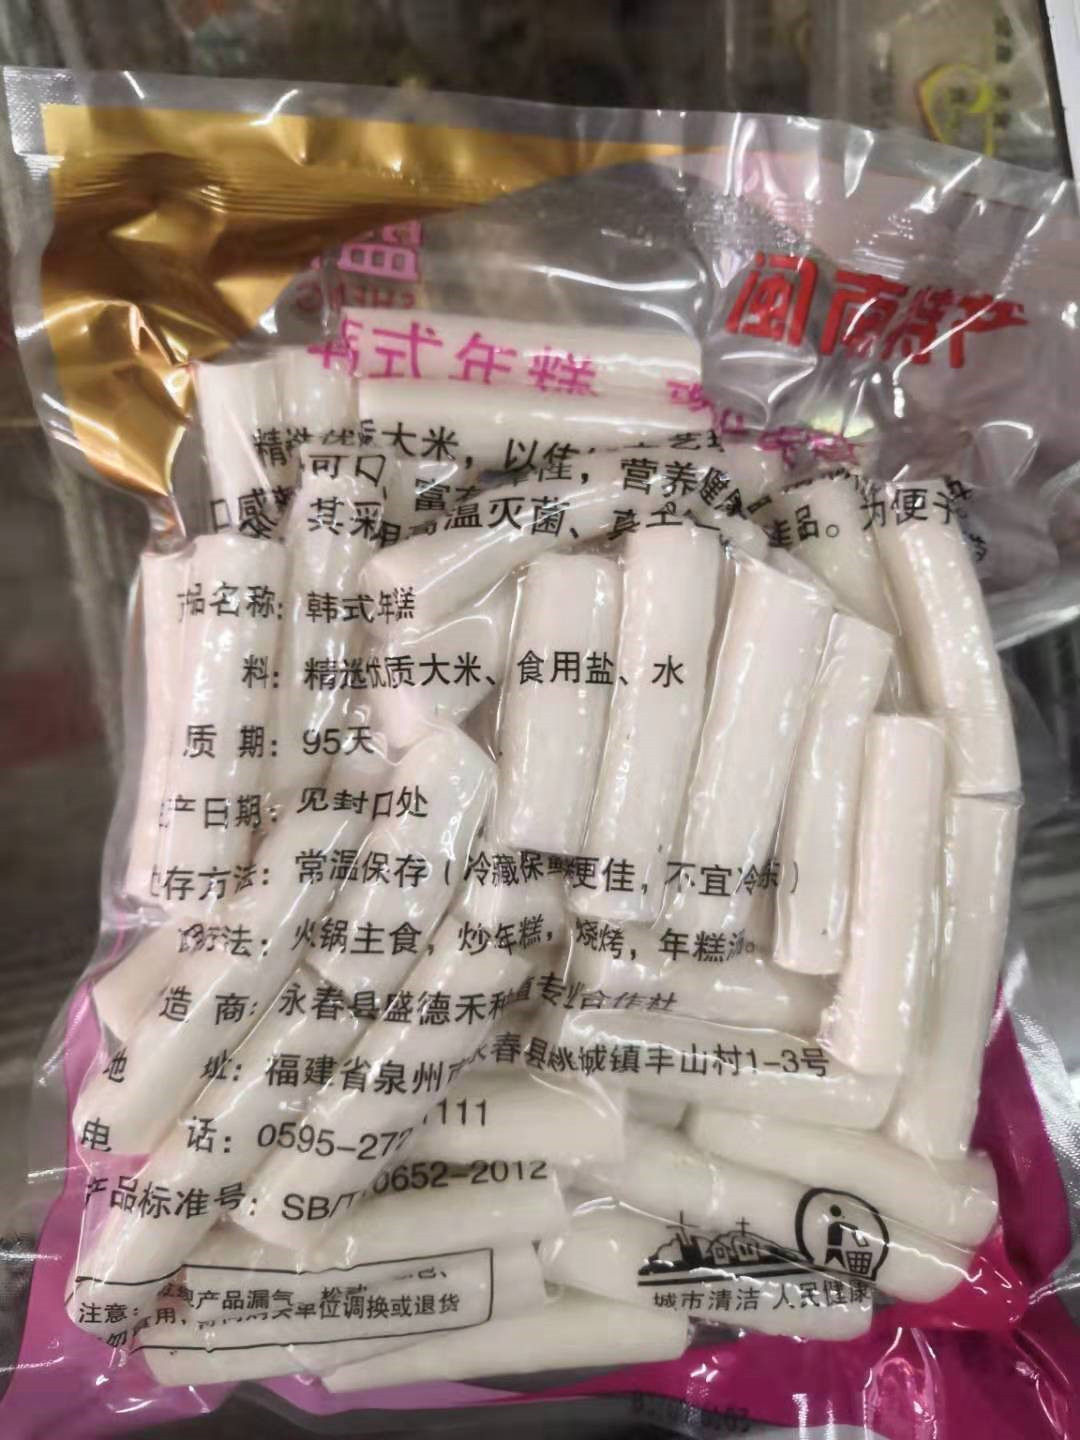 闽南特产
韩式年糕
大米，以佳
可口 佳，营养健
口感 其采 温灭菌、真 品。为便
产品名称：韩式年糕
料：精选优质大米、食用盐、水
质 期：95天
产日期：见封口处
存方法：常温保存（冷藏保鲜更佳，不宜冷冻）
食方法：火锅主食，炒年糕，烧烤，年糕汤。
造 商：永春县盛德禾种植专业合作社
地 址：福建省泉州市永春县桃城镇丰山村1-3号
电 话：0595-27 111
产品标准号：SB/T 0652-2012
注意： 产品漏气、松
用， 单位调换或退货
城市清洁 人民健康